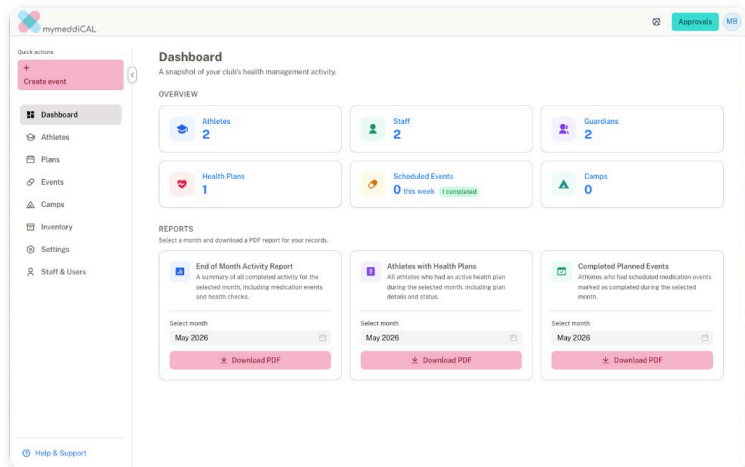 mymeddiCAL
Approvals
MB
Quick actions
+
Create event
Dashboard
Athletes
Plans
Events
Camps
Inventory
Settings
Staff & Users
Help & Support
Dashboard
A snapshot of your club's health management activity.
OVERVIEW
Athletes
2
Staff
2
Guardians
2
Health Plans
1
Scheduled Events
0 this week 1 completed
Camps
0
REPORTS
Select a month and download a PDF report for your records.
End of Month Activity Report
A summary of all completed activity for the
selected month, including medication events
and health checks.
Select month
May 2026
Download PDF
Athletes with Health Plans
All athletes who had an active health plan
during the selected month, including plan
details and status.
Select month
May 2026
Download PDF
Completed Planned Events
Athletes who had scheduled medication events
marked as completed during the selected
month.
Select month
May 2026
Download PDF